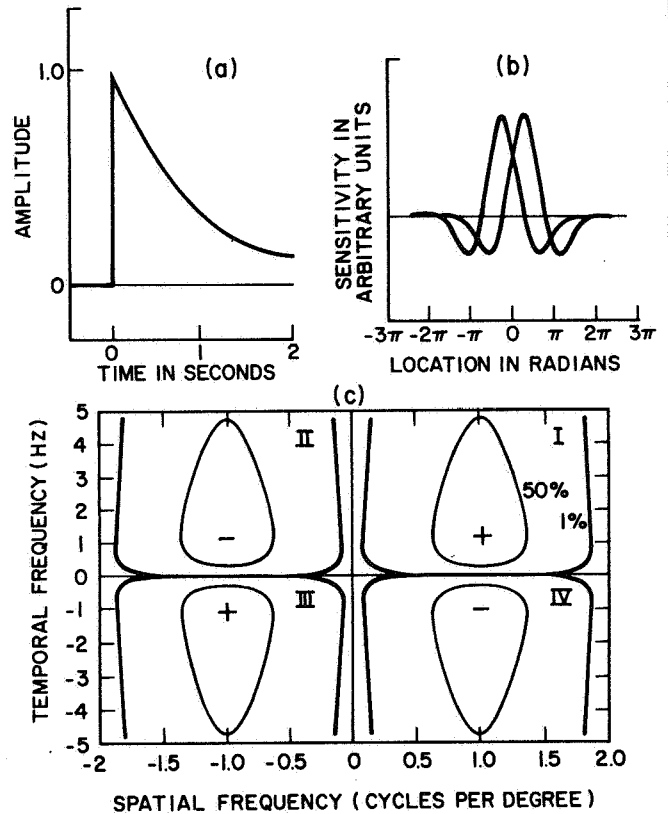 (a)
1.0
0
AMPLITUDE
0 1 2
TIME IN SECONDS
(b)
SENSITIVITY IN
ARBITRARY UNITS
-3π -2π -π 0 π 2π 3π
LOCATION IN RADIANS
(c)
TEMPORAL FREQUENCY (HZ)
5
4
3
2
1
0
-1
-2
-3
-4
-5
II
I
50%
1%
-
+
III
IV
+
-
-2 -1.5 -1.0 -0.5 0 0.5 1.0 1.5 2.0
SPATIAL FREQUENCY (CYCLES PER DEGREE)